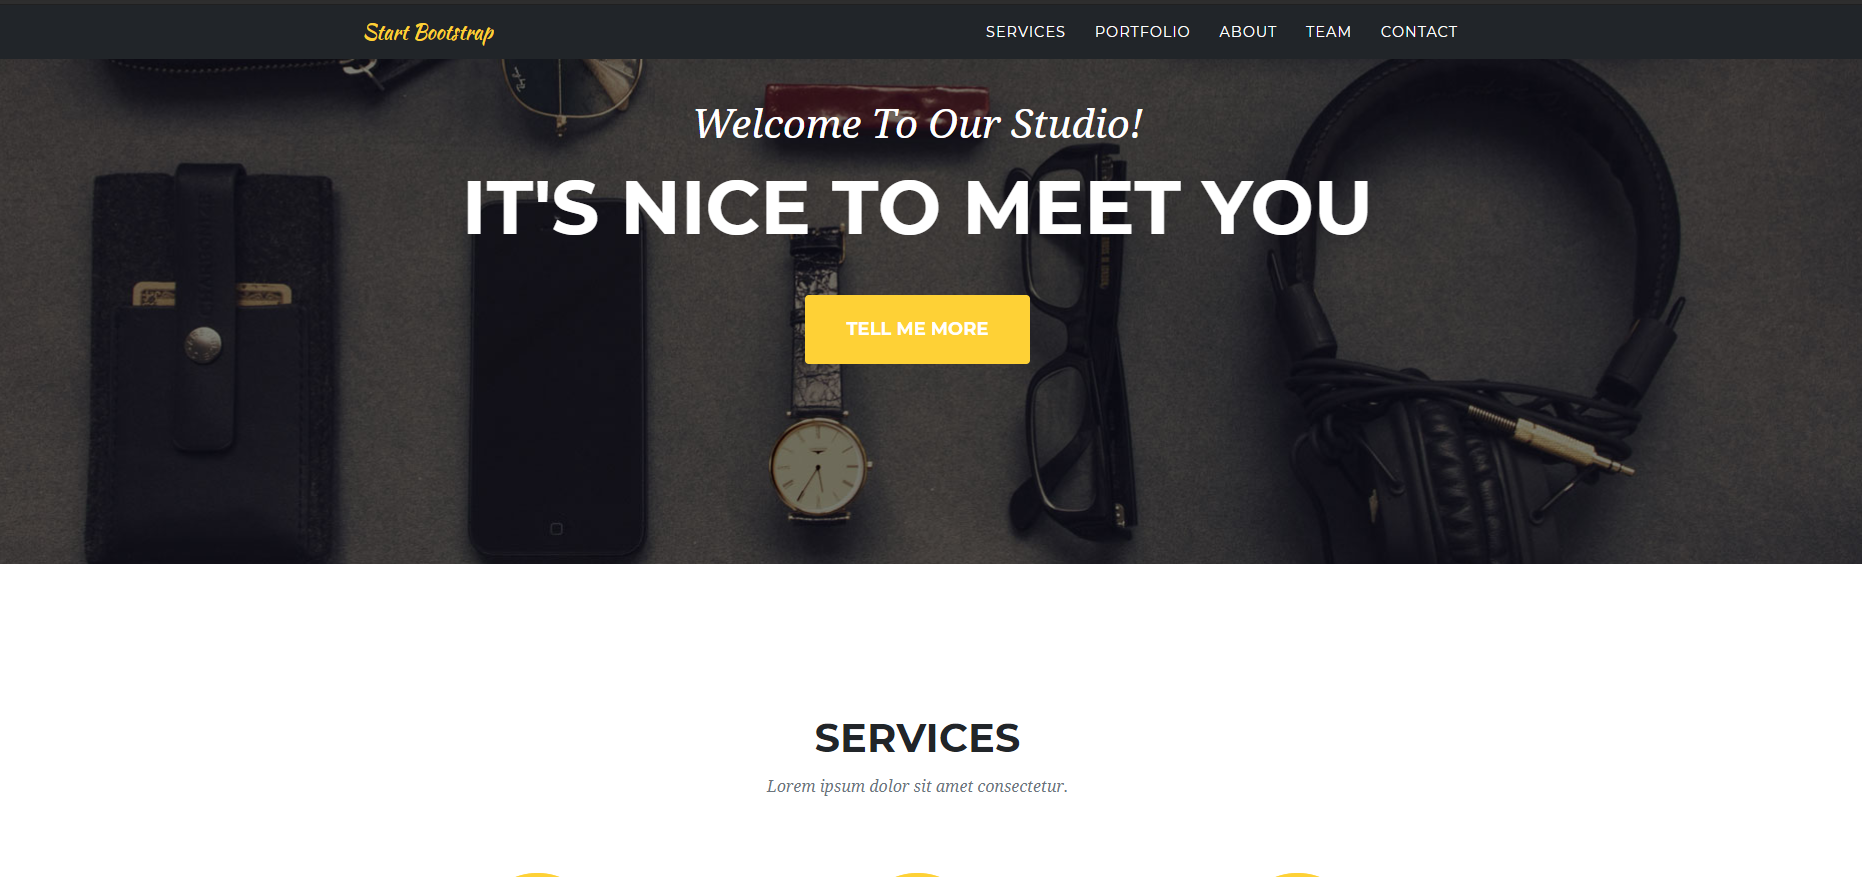 Start Bootstrap
SERVICES PORTFOLIO ABOUT TEAM CONTACT
Welcome To Our Studio!
IT'S NICE TO MEET YOU
TELL ME MORE
SERVICES
Lorem ipsum dolor sit amet consectetur.